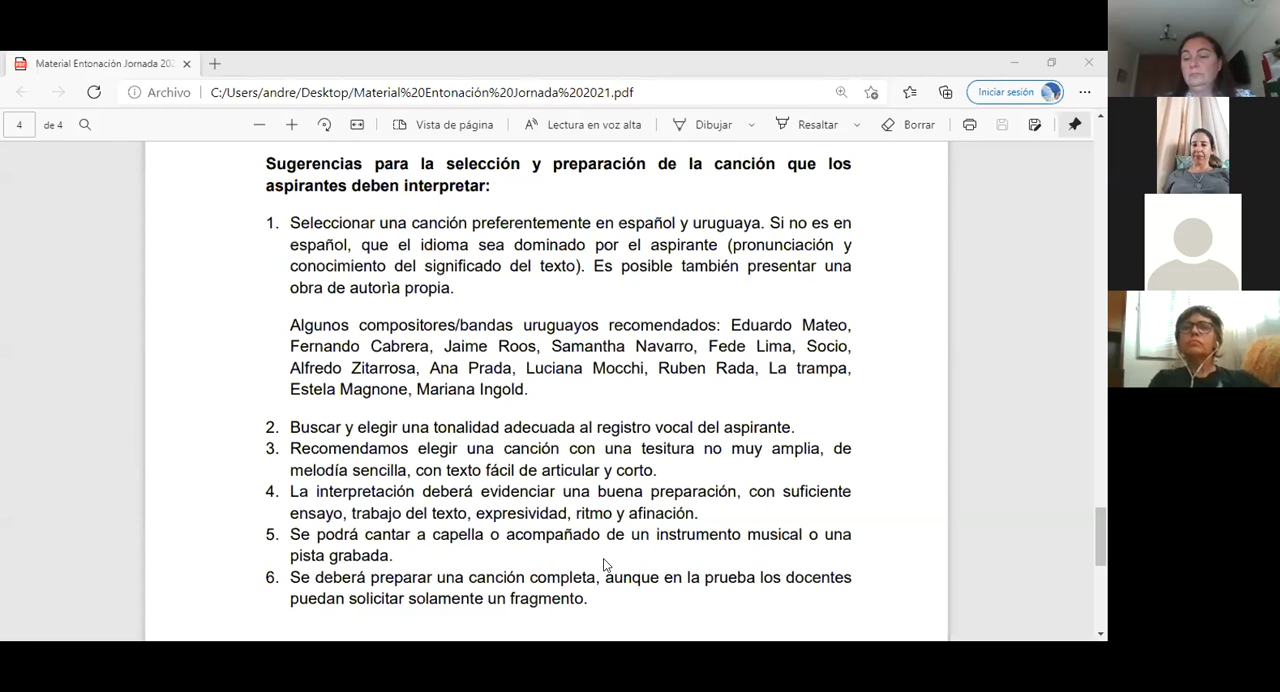 Material Entonación Jornada 202
Archivo
C:/Users/andre/Desktop/Material%20Entonación%20Jornada%202021.pdf
Iniciar sesión
4
de 4
Vista de página
Lectura en voz alta
Dibujar
Resaltar
Borrar
Sugerencias para la selección y preparación de la canción que los
aspirantes deben interpretar:
1. Seleccionar una canción preferentemente en español y uruguaya. Si no es en
español, que el idioma sea dominado por el aspirante (pronunciación y
conocimiento del significado del texto). Es posible también presentar una
obra de autorìa propia.
Algunos compositores/bandas uruguayos recomendados: Eduardo Mateo,
Fernando Cabrera, Jaime Roos, Samantha Navarro, Fede Lima, Socio,
Alfredo Zitarrosa, Ana Prada, Luciana Mocchi, Ruben Rada, La trampa,
Estela Magnone, Mariana Ingold.
2. Buscar y elegir una tonalidad adecuada al registro vocal del aspirante.
3. Recomendamos elegir una canción con una tesitura no muy amplia, de
melodía sencilla, con texto fácil de articular y corto.
4. La interpretación deberá evidenciar una buena preparación, con suficiente
ensayo, trabajo del texto, expresividad, ritmo y afinación.
5. Se podrá cantar a capella o acompañado de un instrumento musical o una
pista grabada.
6. Se deberá preparar una canción completa, aunque en la prueba los docentes
puedan solicitar solamente un fragmento.